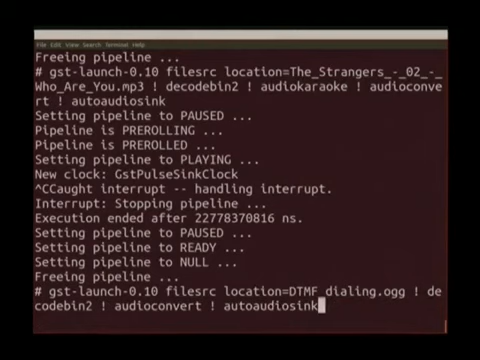 File Edit View Search Terminal Help
Freeing pipeline ...
# gst-launch-0.10 filesrc location=The_Strangers_-_02_-_
Who_Are_You.mp3 ! decodebin2 ! audiokaraoke ! audioconve
rt ! autoaudiosink
Setting pipeline to PAUSED ...
Pipeline is PREROLLING ...
Pipeline is PREROLLED ...
Setting pipeline to PLAYING ...
New clock: GstPulseSinkClock
^CCaught interrupt -- handling interrupt.
Interrupt: Stopping pipeline ...
Execution ended after 22778370816 ns.
Setting pipeline to PAUSED ...
Setting pipeline to READY ...
Setting pipeline to NULL ...
Freeing pipeline ...
# gst-launch-0.10 filesrc location=DTMF_dialing.ogg ! de
codebin2 ! audioconvert ! autoaudiosink